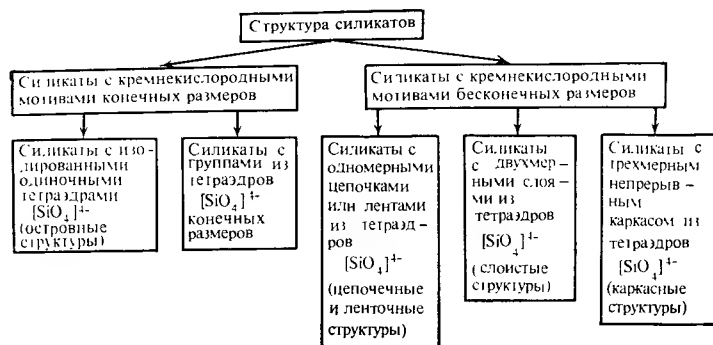 Структура силикатов
Силикаты с кремнекислородными
мотивами конечных размеров
Силикаты с кремнекислородными
мотивами бесконечных размеров
Силикаты с изо-
лированными
одиночными
тетраэдрами
[SiO₄]⁴⁻
(островные
структуры)
Силикаты с
группами из
тетраэдров
[SiO₄]⁴⁻
конечных
размеров
Силикаты с
одномерными
цепочками
или лентами
из тетраэд-
ров
[SiO₄]⁴⁻
(цепочечные
и ленточные
структуры)
Силикаты
с двухмер-
ными слоя-
ми из
тетраэдров
[SiO₄]⁴⁻
(слоистые
структуры)
Силикаты с
трехмерным
непрерыв-
ным
каркасом из
тетраэдров
[SiO₄]⁴⁻
(каркасные
структуры)